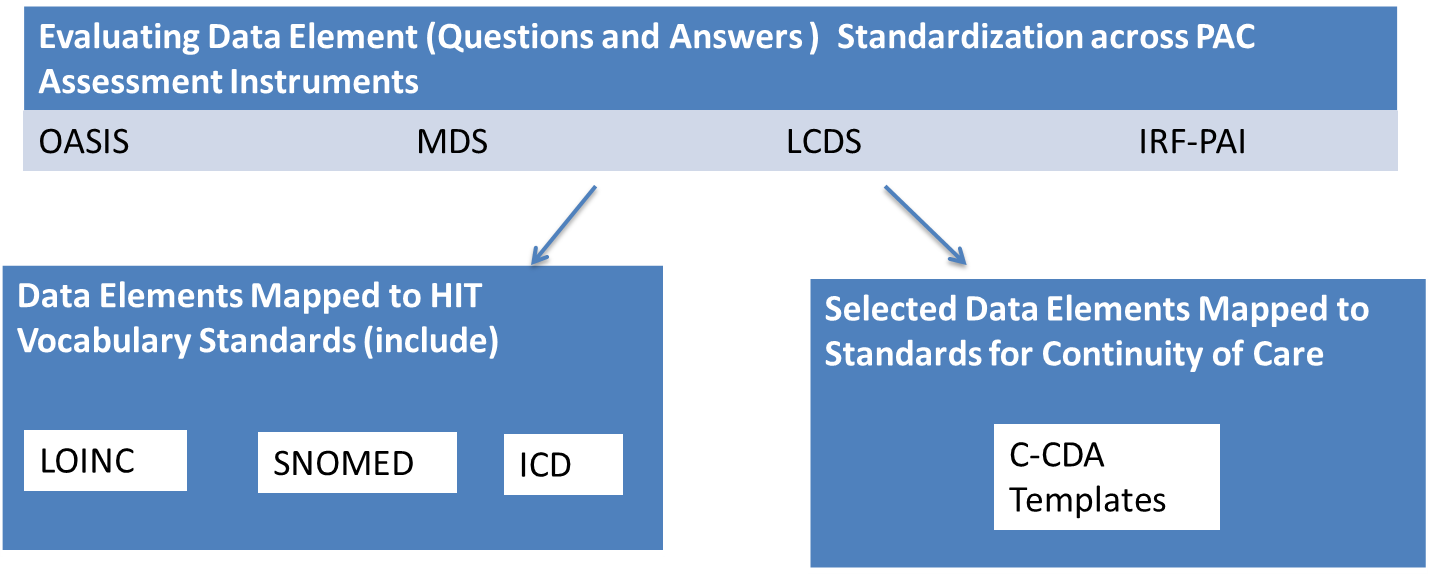 Evaluating Data Element (Questions and Answers ) Standardization across PAC
Assessment Instruments
OASIS MDS LCDS IRF-PAI
Data Elements Mapped to HIT
Vocabulary Standards (include)
LOINC SNOMED ICD
Selected Data Elements Mapped to
Standards for Continuity of Care
C-CDA
Templates